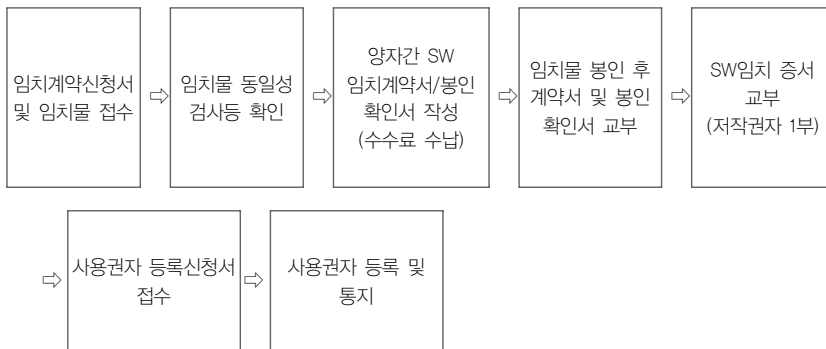 임치계약신청서
및 임치물 접수
⇨
임치물 동일성
검사등 확인
⇨
양자간 SW
임치계약서/봉인
확인서 작성
(수수료 수납)
⇨
임치물 봉인 후
계약서 및 봉인
확인서 교부
⇨
SW임치 증서
교부
(저작권자 1부)
⇨
사용권자 등록신청서
접수
⇨
사용권자 등록 및
통지